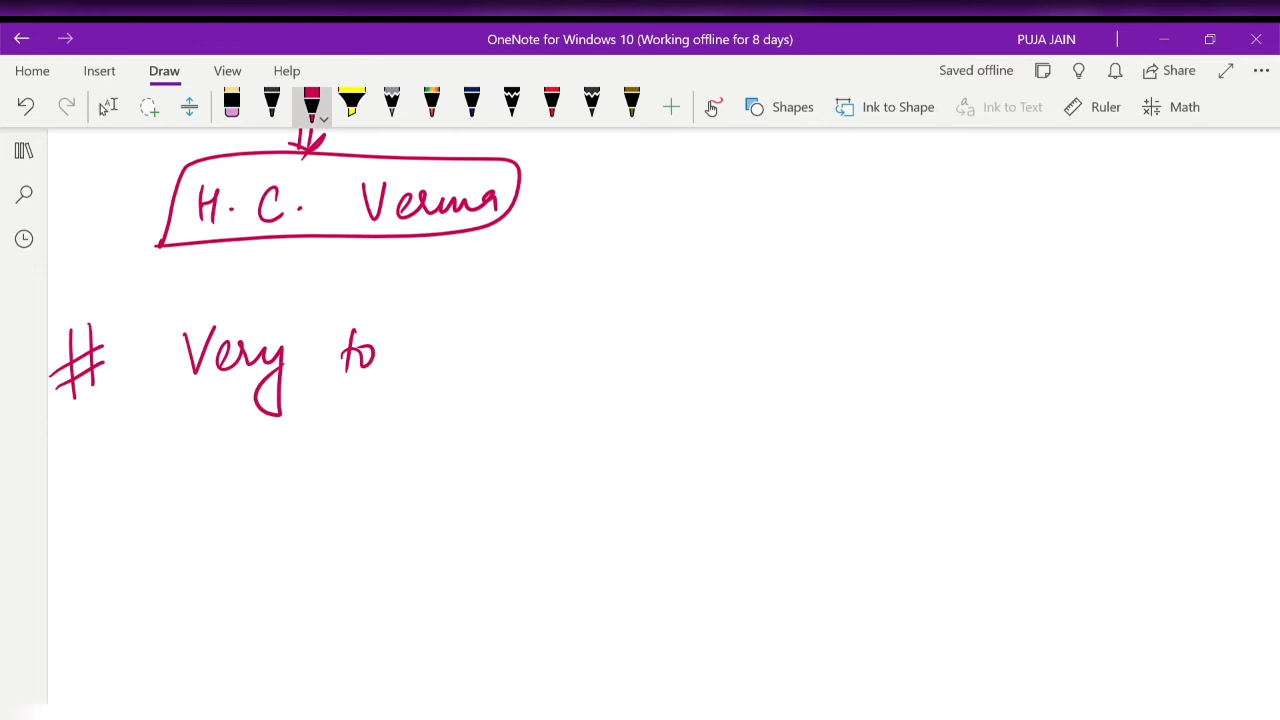 OneNote for Windows 10 (Working offline for 8 days) PUJA JAIN
Home Insert Draw View Help Saved offline Share
Shapes Ink to Shape Ink to Text Ruler Math
H. C. Verma
# Very to